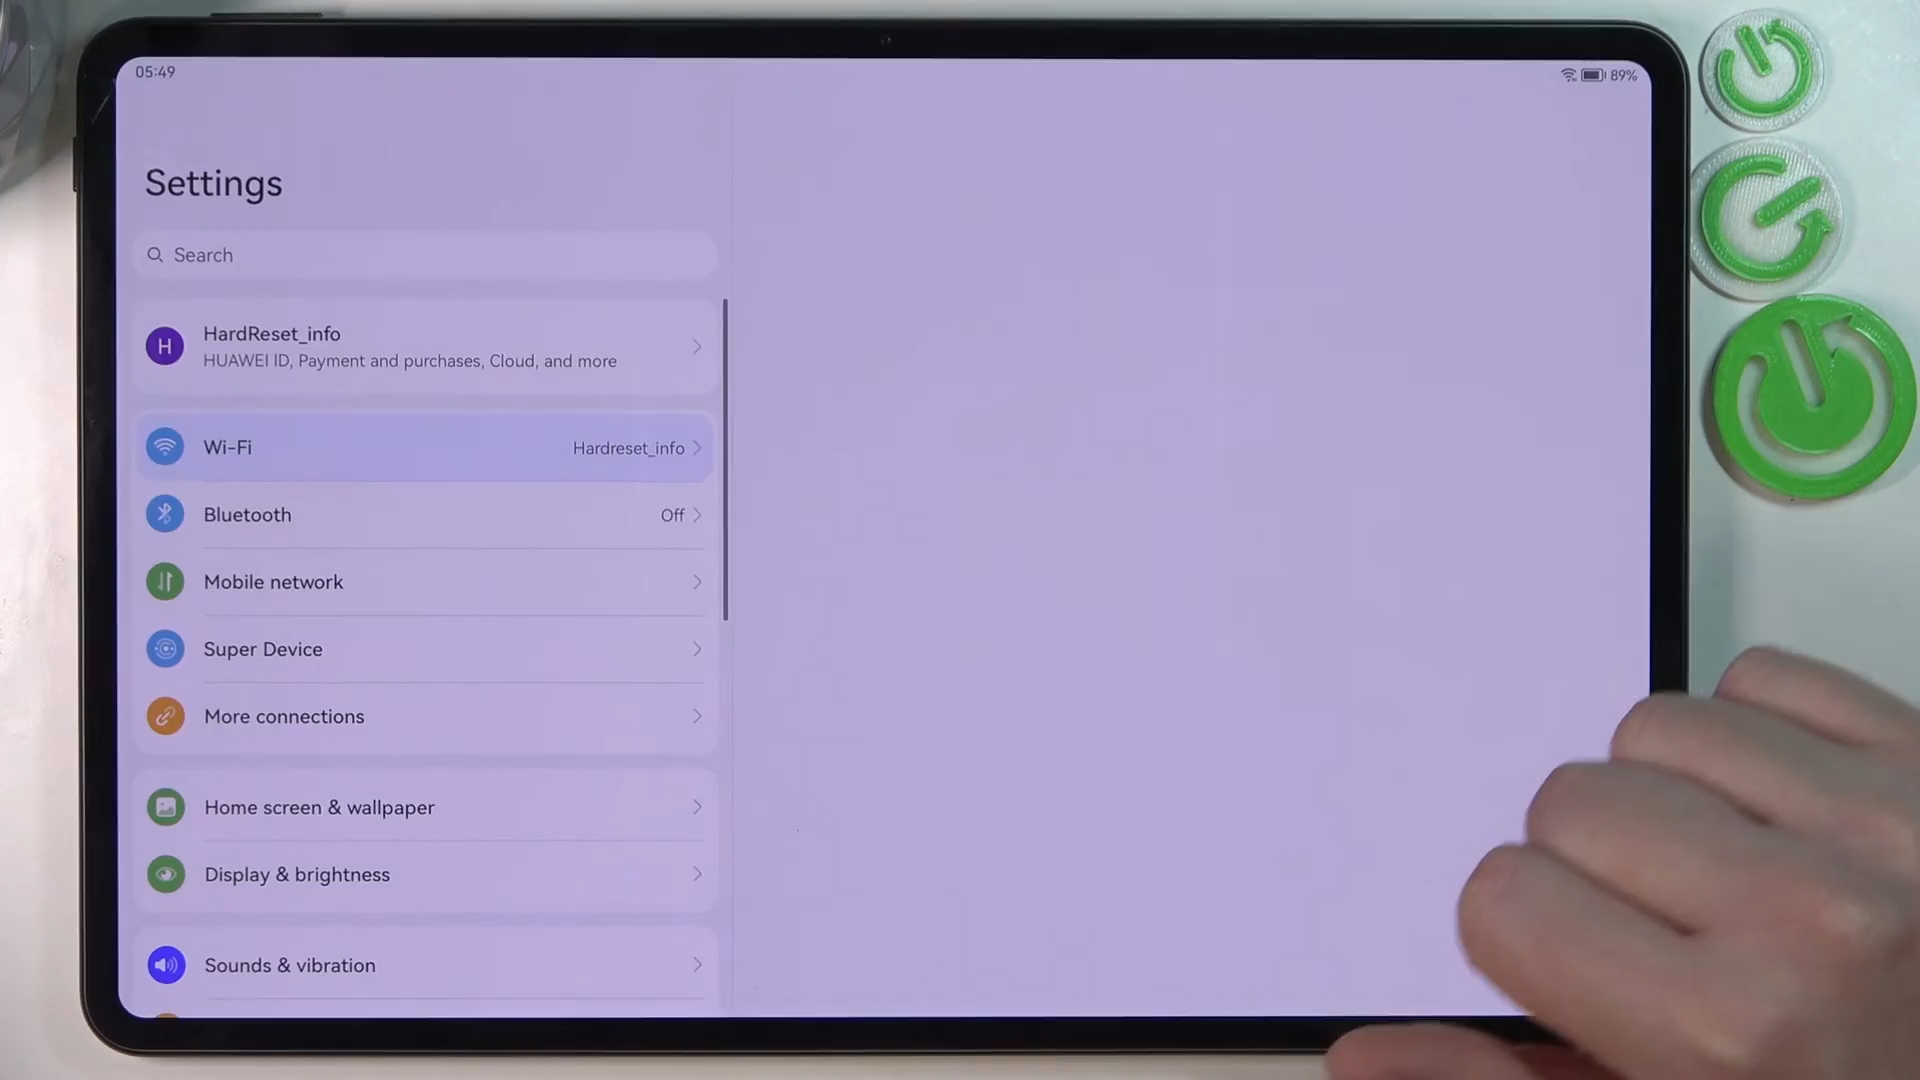 05:49
89%
Settings
Search
H
HardReset_info
HUAWEI ID, Payment and purchases, Cloud, and more
Wi-Fi
Hardreset_info
Bluetooth
Off
Mobile network
Super Device
More connections
Home screen & wallpaper
Display & brightness
Sounds & vibration